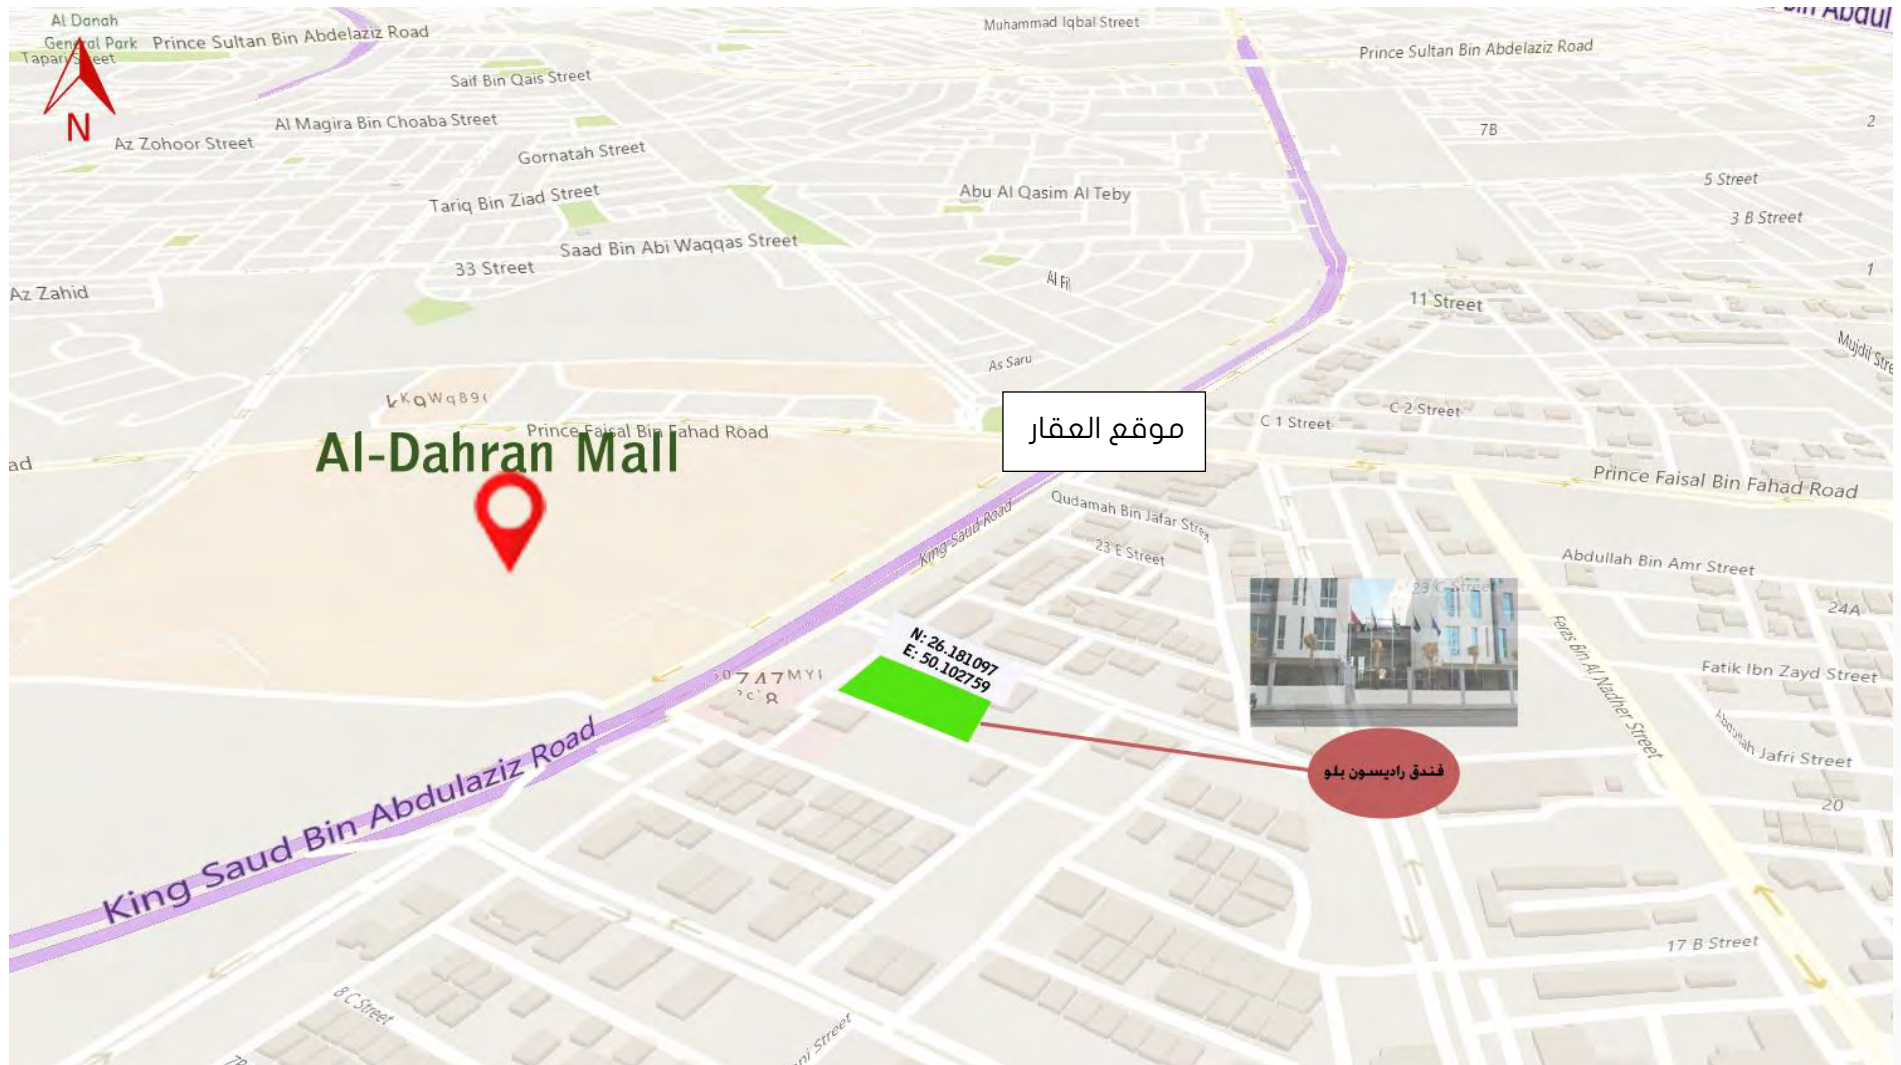 Al Danah
General Park
Prince Sultan Bin Abdelaziz Road
Muhammad Iqbal Street
Prince Sultan Bin Abdelaziz Road
Saif Bin Qais Street
N
Al Magira Bin Choaba Street
Az Zohoor Street
7B
2
Gornatah Street
Tariq Bin Ziad Street
Abu Al Qasim Al Teby
5 Street
3 B Street
Saad Bin Abi Waqqas Street
33 Street
1
Az Zahid
Al Fil
11 Street
As Saru
C 2 Street
C 1 Street
موقع العقار
Prince Faisal Bin Fahad Road
Al-Dahran Mall
ad
Prince Faisal Bin Fahad Road
Qudamah Bin Jafar Street
King Saud Road
23 E Street
Abdullah Bin Amr Street
23 C Street
24A
Feras Bin Al Nadher Street
Fatik Ibn Zayd Street
N: 26.181097
E: 50.102759
Abdullah Jafri Street
فندق راديسون بلو
20
King Saud Bin Abdulaziz Road
17 B Street
8 C Street